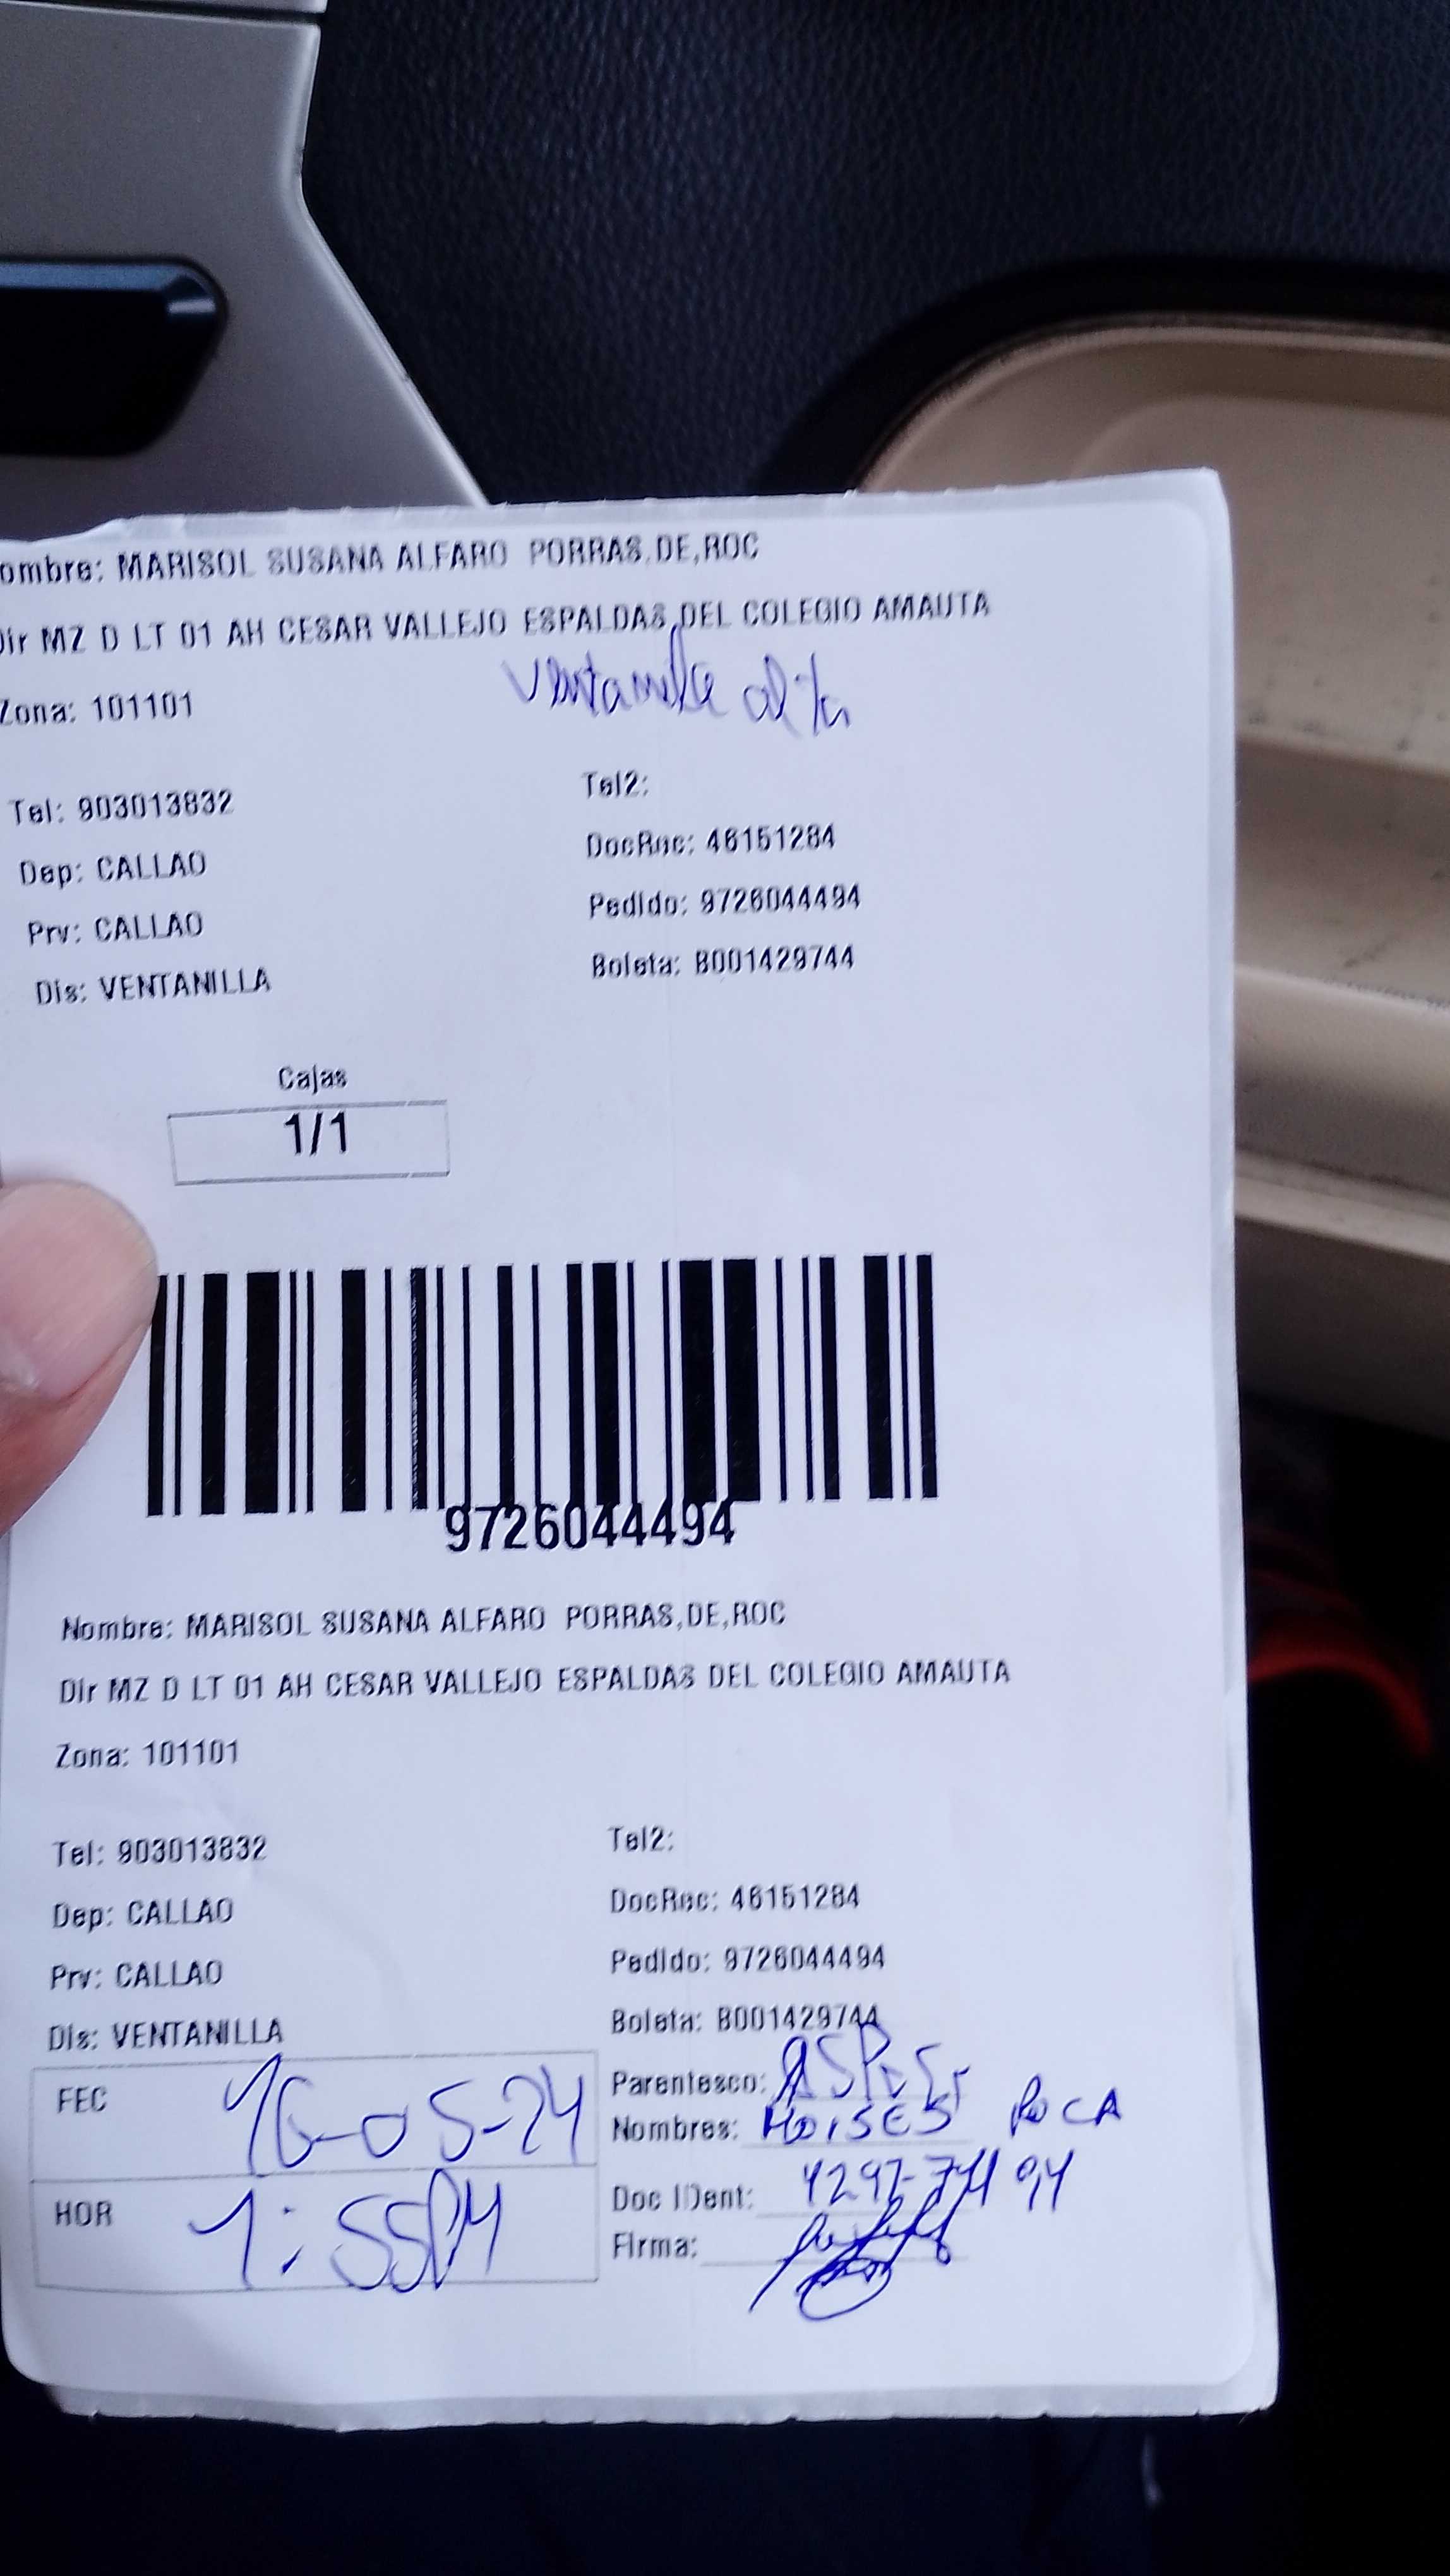 ombre: MARISOL SUSANA ALFARO PORRAS,DE,ROC
Dir MZ D LT 01 AH CESAR VALLEJO ESPALDAS DEL COLEGIO AMAUTA
ventanilla alta
Zona: 101101
Tel: 903013832 Tel2:
Dep: CALLAO DocRec: 46151284
Prv: CALLAO Pedido: 9726044494
Dis: VENTANILLA Boleta: B001429744
Cajas
1/1
9726044494
Nombre: MARISOL SUSANA ALFARO PORRAS,DE,ROC
Dir MZ D LT 01 AH CESAR VALLEJO ESPALDAS DEL COLEGIO AMAUTA
Zona: 101101
Tel: 903013832 Tel2:
Dep: CALLAO DocRec: 46151284
Prv: CALLAO Pedido: 9726044494
Dis: VENTANILLA Boleta: B001429744
FEC 16-05-24 Parentesco:
Nombres: MOISES ROCA
HOR 1:55PM Doc IDent:
Firma: